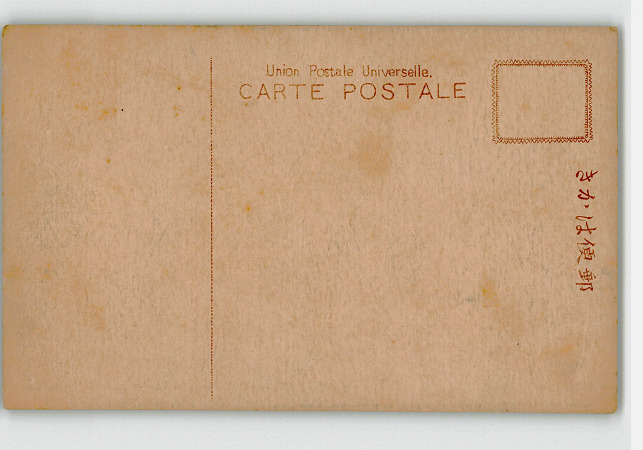 Union Postale Universelle.
CARTE POSTALE
きかは便郵